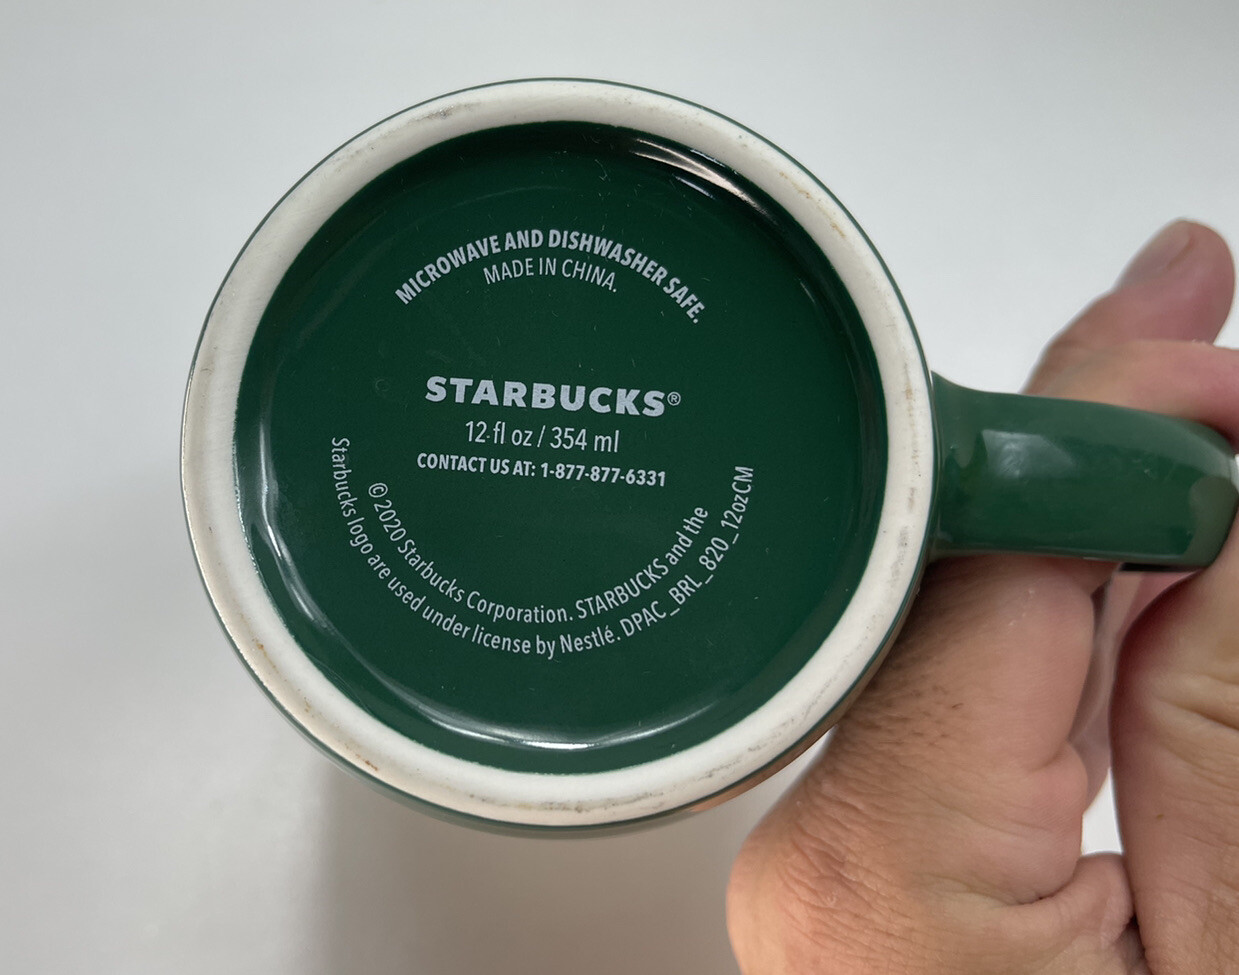 MICROWAVE AND DISHWASHER SAFE.
MADE IN CHINA.
STARBUCKS®
12 fl oz / 354 ml
CONTACT US AT: 1-877-877-6331
© 2020 Starbucks Corporation. STARBUCKS and the
Starbucks logo are used under license by Nestlé. DPAC_BRL_820_12ozCM